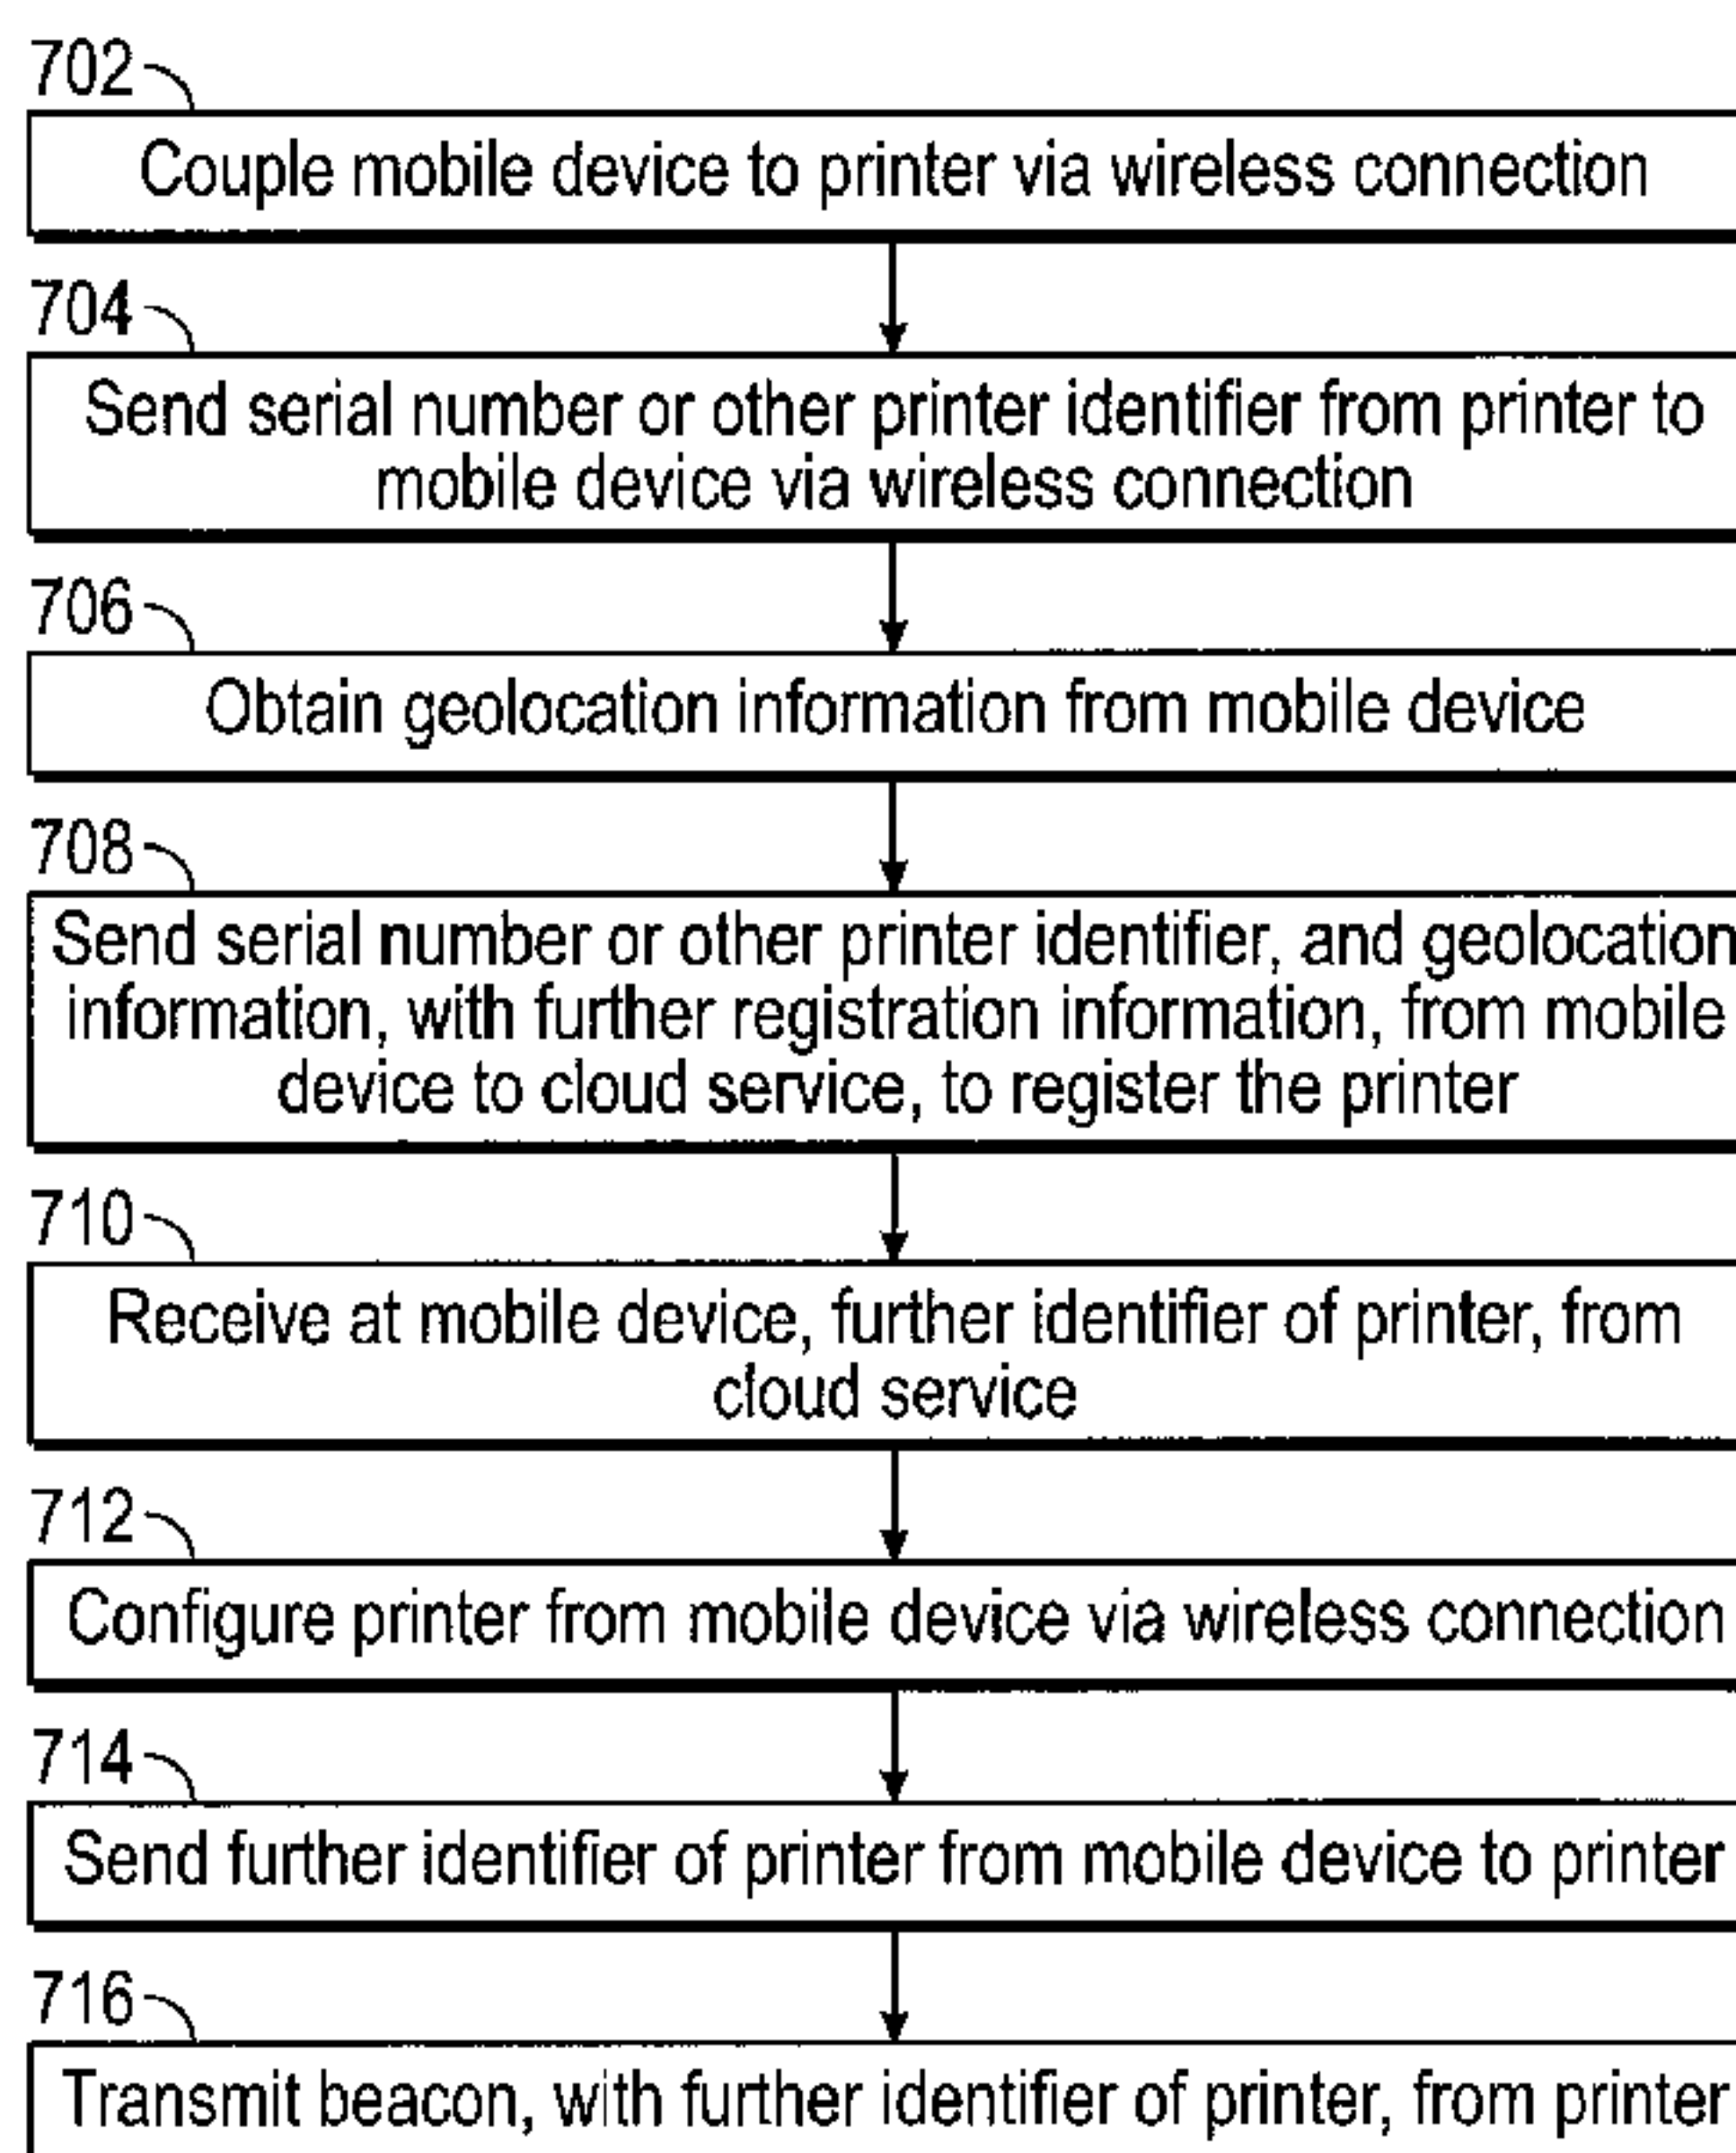 702
Couple mobile device to printer via wireless connection
704
Send serial number or other printer identifier from printer to
mobile device via wireless connection
706
Obtain geolocation information from mobile device
708
Send serial number or other printer identifier, and geolocation
information, with further registration information, from mobile
device to cloud service, to register the printer
710
Receive at mobile device, further identifier of printer, from
cloud service
712
Configure printer from mobile device via wireless connection
714
Send further identifier of printer from mobile device to printer
716
Transmit beacon, with further identifier of printer, from printer